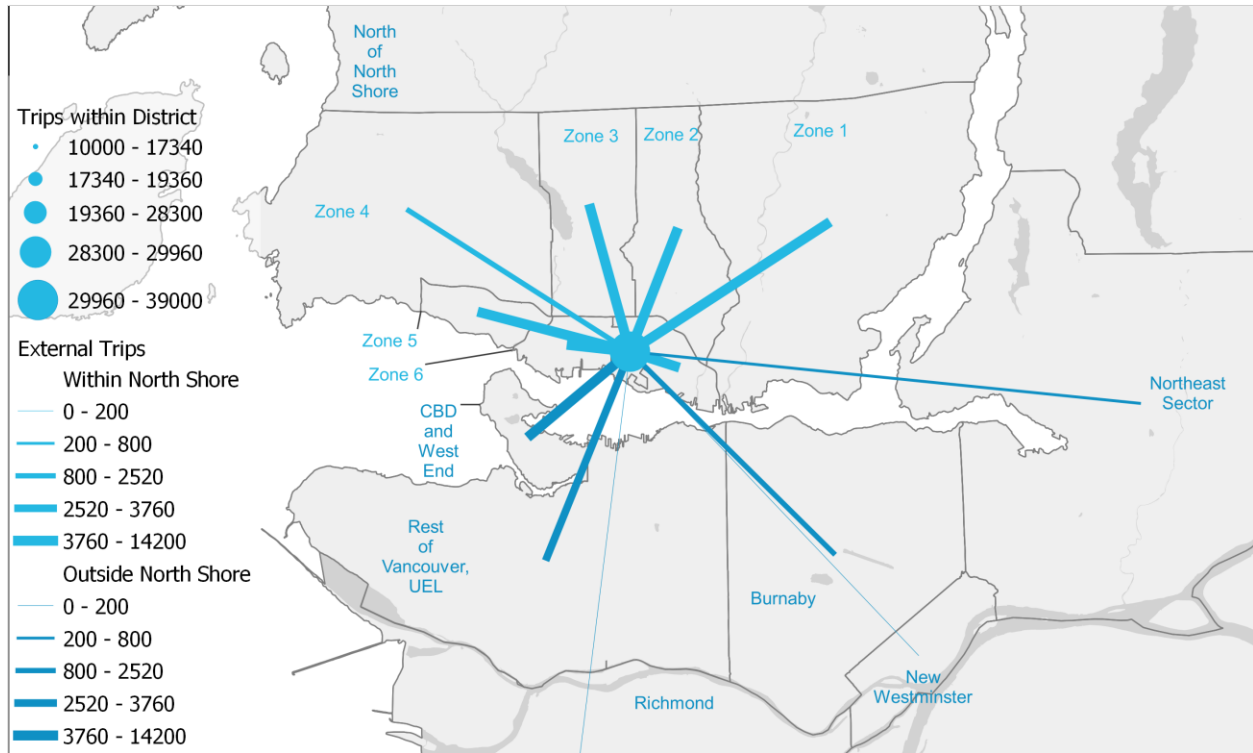 Trips within District
10000 - 17340
17340 - 19360
19360 - 28300
28300 - 29960
29960 - 39000
External Trips
Within North Shore
0 - 200
200 - 800
800 - 2520
2520 - 3760
3760 - 14200
Outside North Shore
0 - 200
200 - 800
800 - 2520
2520 - 3760
3760 - 14200
North
of
North
Shore
Zone 3
Zone 2
Zone 1
Zone 4
Zone 5
Zone 6
CBD
and
West
End
Northeast
Sector
Rest
of
Vancouver,
UEL
Burnaby
New
Westminster
Richmond